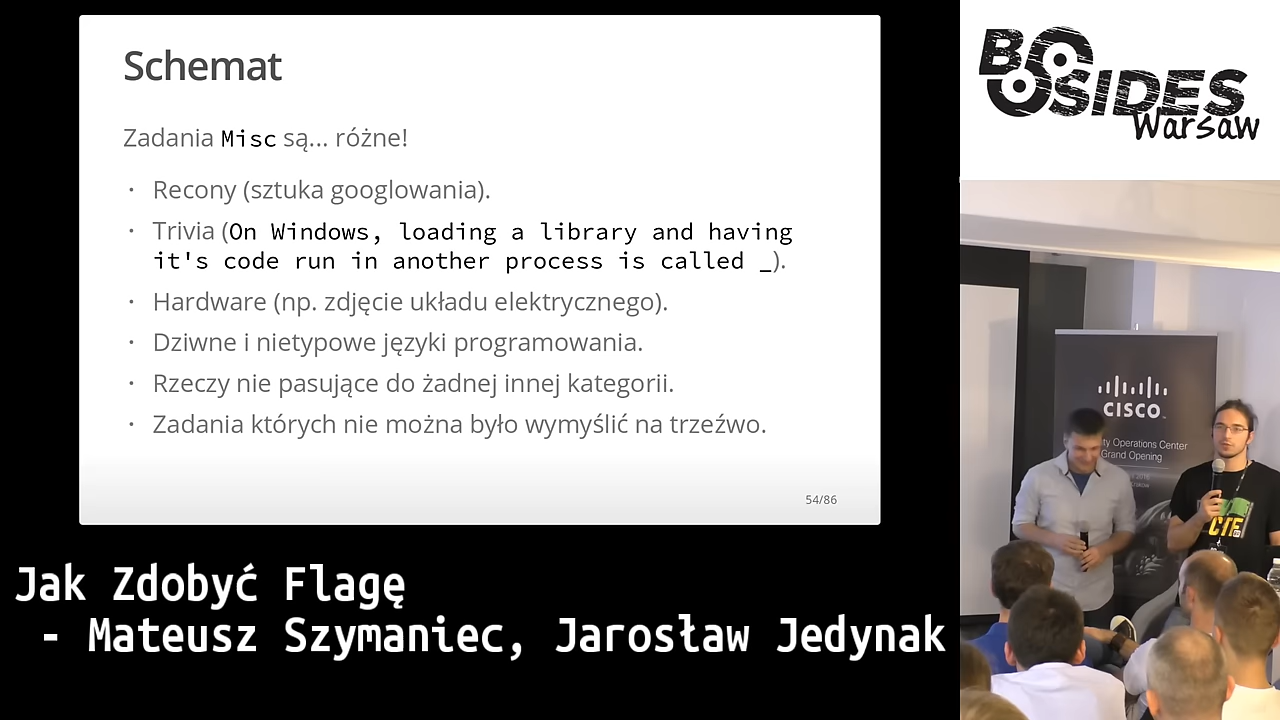 Schemat
Zadania Misc są... różne!
· Recony (sztuka googlowania).
· Trivia (On Windows, loading a library and having
it's code run in another process is called _).
· Hardware (np. zdjęcie układu elektrycznego).
· Dziwne i nietypowe języki programowania.
· Rzeczy nie pasujące do żadnej innej kategorii.
· Zadania których nie można było wymyślić na trzeźwo.
54/86
Jak Zdobyć Flagę
- Mateusz Szymaniec, Jarosław Jedynak
BSIDES
Warsaw
CISCO
ty Operations Center
Grand Opening
CTF